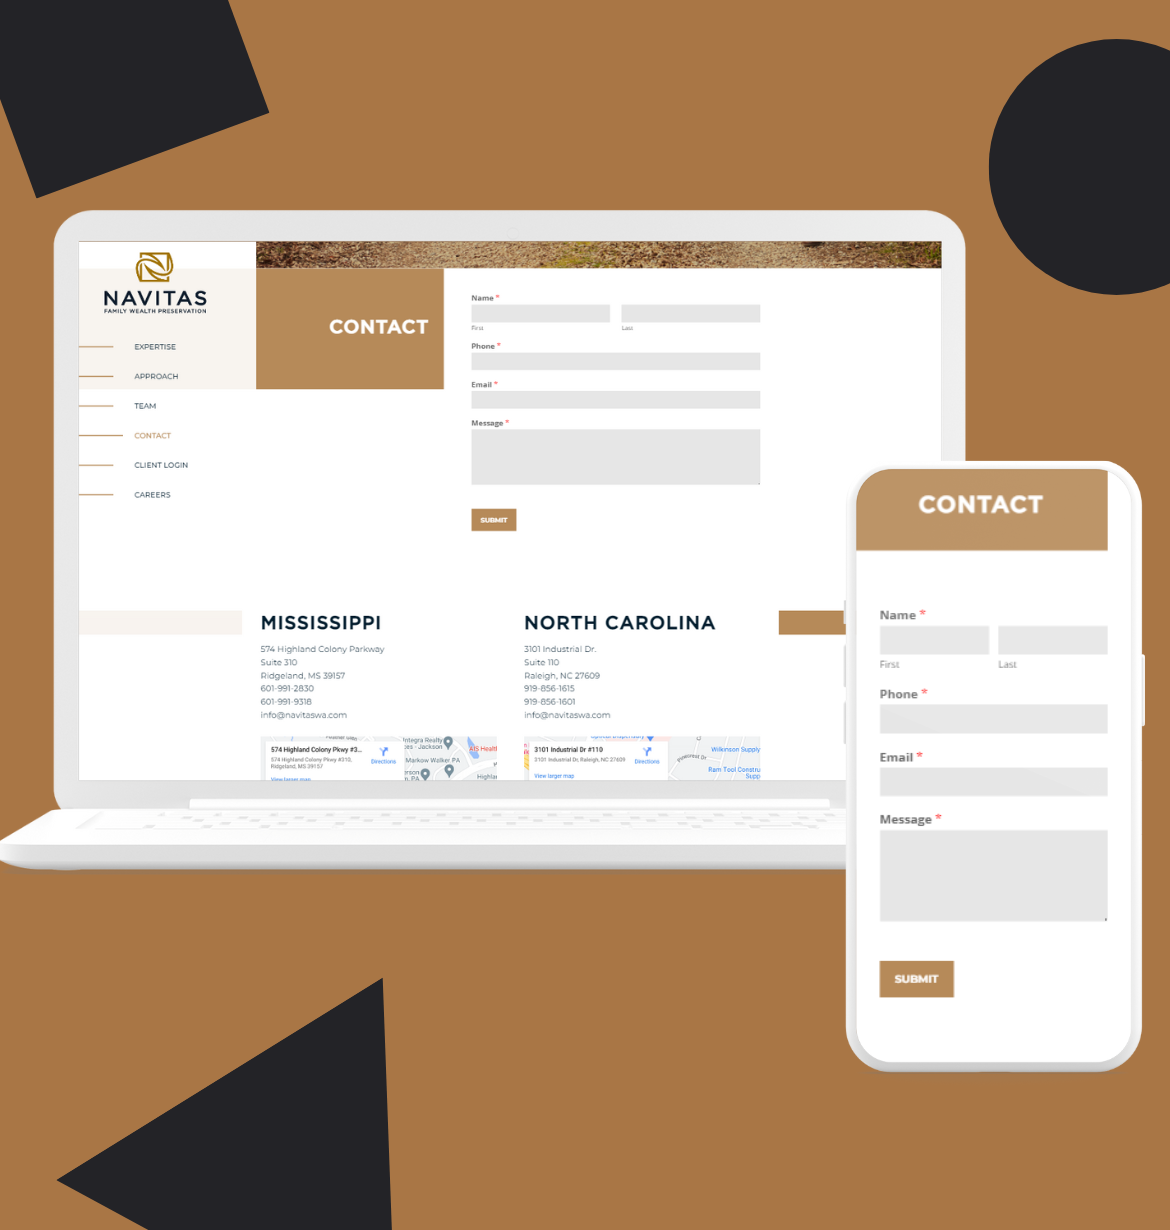 NAVITAS
FAMILY WEALTH PRESERVATION
EXPERTISE
APPROACH
TEAM
CONTACT
CLIENT LOGIN
CAREERS
CONTACT
Name *
First Last
Phone *
Email *
Message *
SUBMIT
MISSISSIPPI
574 Highland Colony Parkway
Suite 310
Ridgeland, MS 39157
601-991-2830
601-991-9318
info@navitaswa.com
574 Highland Colony Pkwy #3...
574 Highland Colony Pkwy #310,
Ridgeland, MS 39157
Directions
View larger map
Integra Realty
ces - Jackson
Markow Walker PA
AIS Healt
Highlar
NORTH CAROLINA
3101 Industrial Dr.
Suite 110
Raleigh, NC 27609
919-856-1615
919-856-1601
info@navitaswa.com
3101 Industrial Dr #110
3101 Industrial Dr, Raleigh, NC 27609
Directions
View larger map
Wilkinson Supply
Ram Tool Constru
Supp
CONTACT
Name *
First Last
Phone *
Email *
Message *
SUBMIT